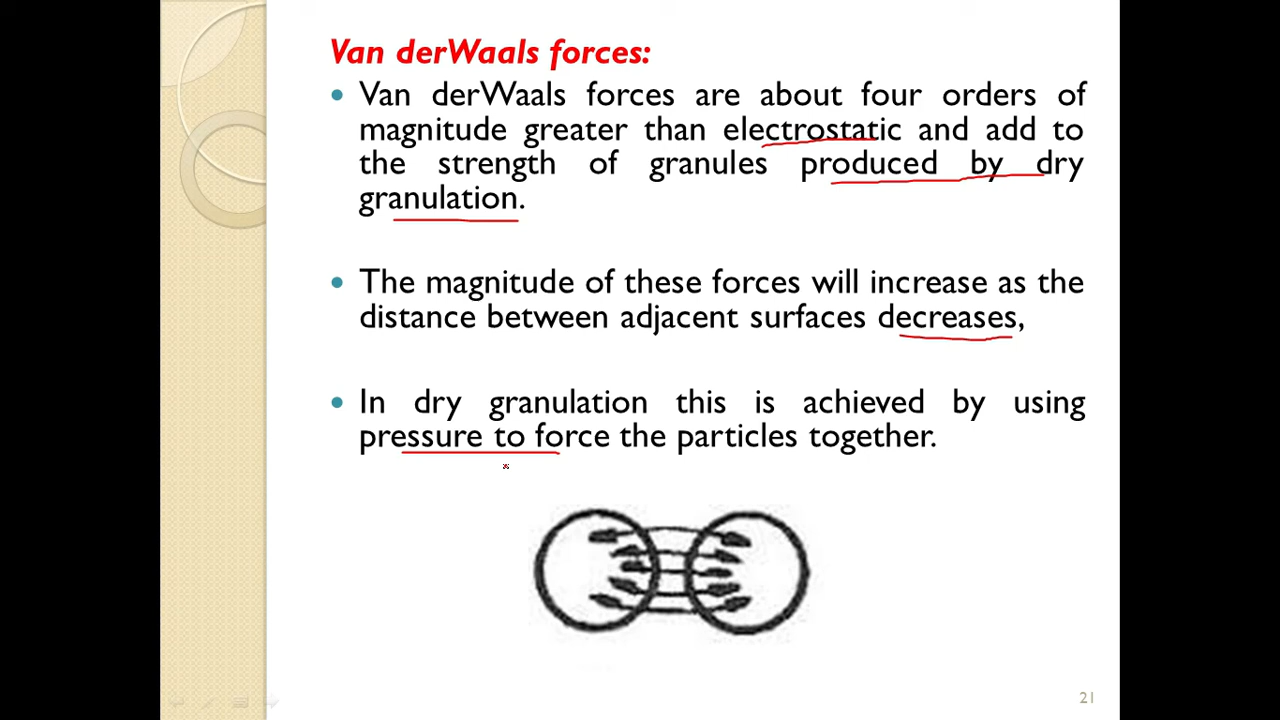 Van derWaals forces:
Van derWaals forces are about four orders of
magnitude greater than electrostatic and add to
the strength of granules produced by dry
granulation.
The magnitude of these forces will increase as the
distance between adjacent surfaces decreases,
In dry granulation this is achieved by using
pressure to force the particles together.
21